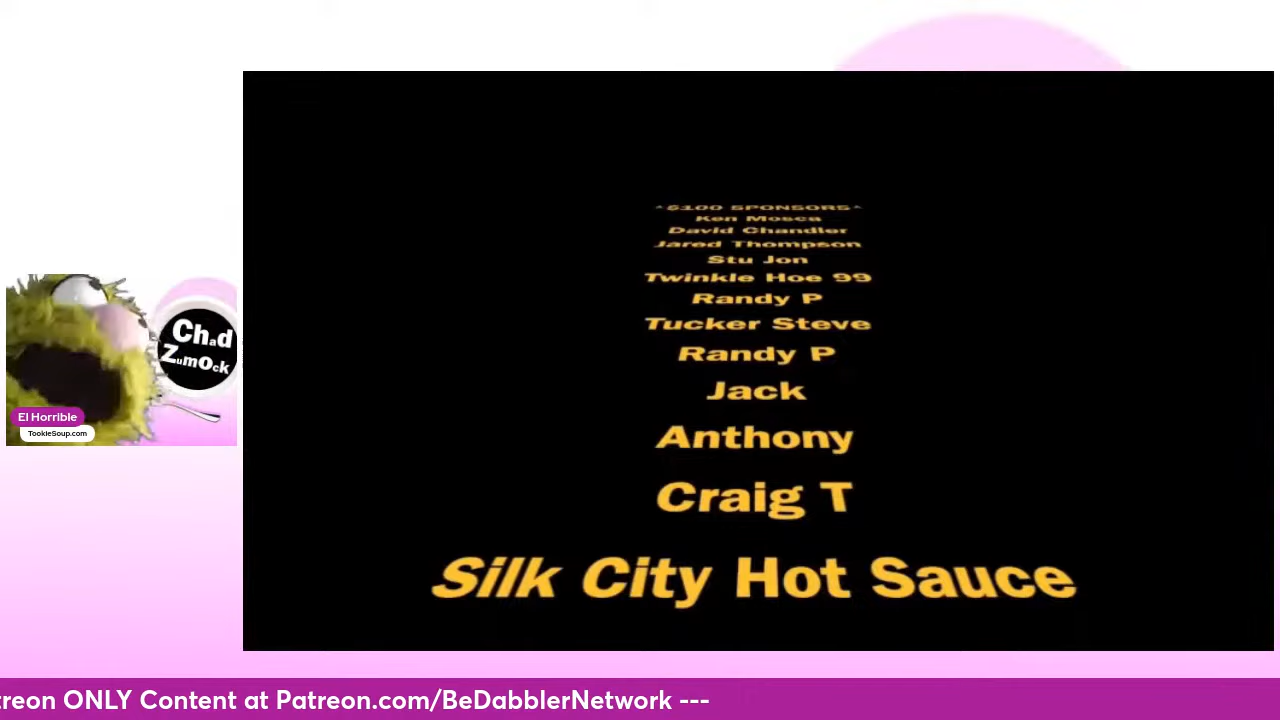 *$100 SPONSORS*
Ken Mosca
David Chandler
Jared Thompson
Stu Jon
Twinkle Hoe 99
Randy P
Tucker Steve
Randy P
Jack
Anthony
Craig T
Silk City Hot Sauce
Chad
Zumock
El Horrible
TookieSoup.com
treon ONLY Content at Patreon.com/BeDabblerNetwork ---